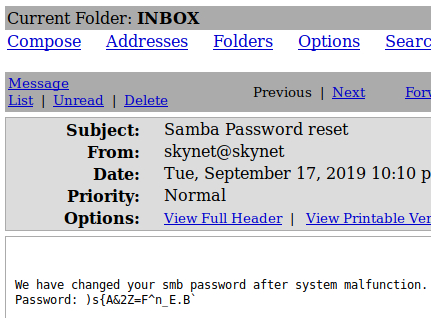 Current Folder: INBOX
Compose Addresses Folders Options Searc
Message
List | Unread | Delete Previous | Next Forw
Subject: Samba Password reset
From: skynet@skynet
Date: Tue, September 17, 2019 10:10 p
Priority: Normal
Options: View Full Header | View Printable Ver
We have changed your smb password after system malfunction.
Password: )s{A&2Z=F^n_E.B`